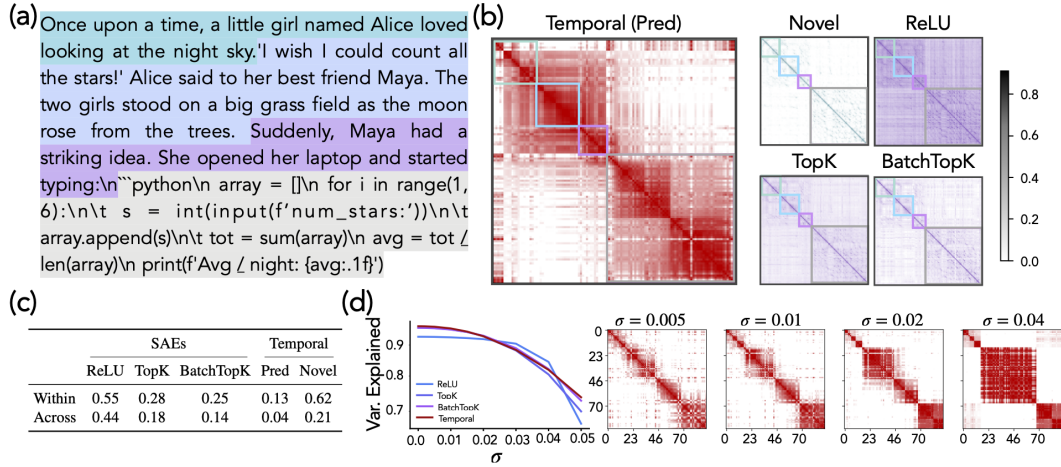 (a)
Once upon a time, a little girl named Alice loved
looking at the night sky.'I wish I could count all
the stars!' Alice said to her best friend Maya. The
two girls stood on a big grass field as the moon
rose from the trees. Suddenly, Maya had a
striking idea. She opened her laptop and started
typing:\n```python\n array = []\n for i in range(1,
6):\n\t s = int(input(f'num_stars:'))\n\t
array.append(s)\n\t tot = sum(array)\n avg = tot /
len(array)\n print(f'Avg / night: {avg:.1f}')
(b)
Temporal (Pred)
Novel
ReLU
TopK
BatchTopK
0.8
0.6
0.4
0.2
0.0
(c)
SAEs Temporal
ReLU TopK BatchTopK Pred Novel
Within 0.55 0.28 0.25 0.13 0.62
Across 0.44 0.18 0.14 0.04 0.21
(d)
Var. Explained
0.9
0.8
0.7
ReLU
TopK
BatchTopK
Temporal
0.0 0.01 0.02 0.03 0.04 0.05
σ
σ = 0.005
0
23
46
70
23 46 70
σ = 0.01
23 46 70
σ = 0.02
23 46 70
σ = 0.04
23 46 70